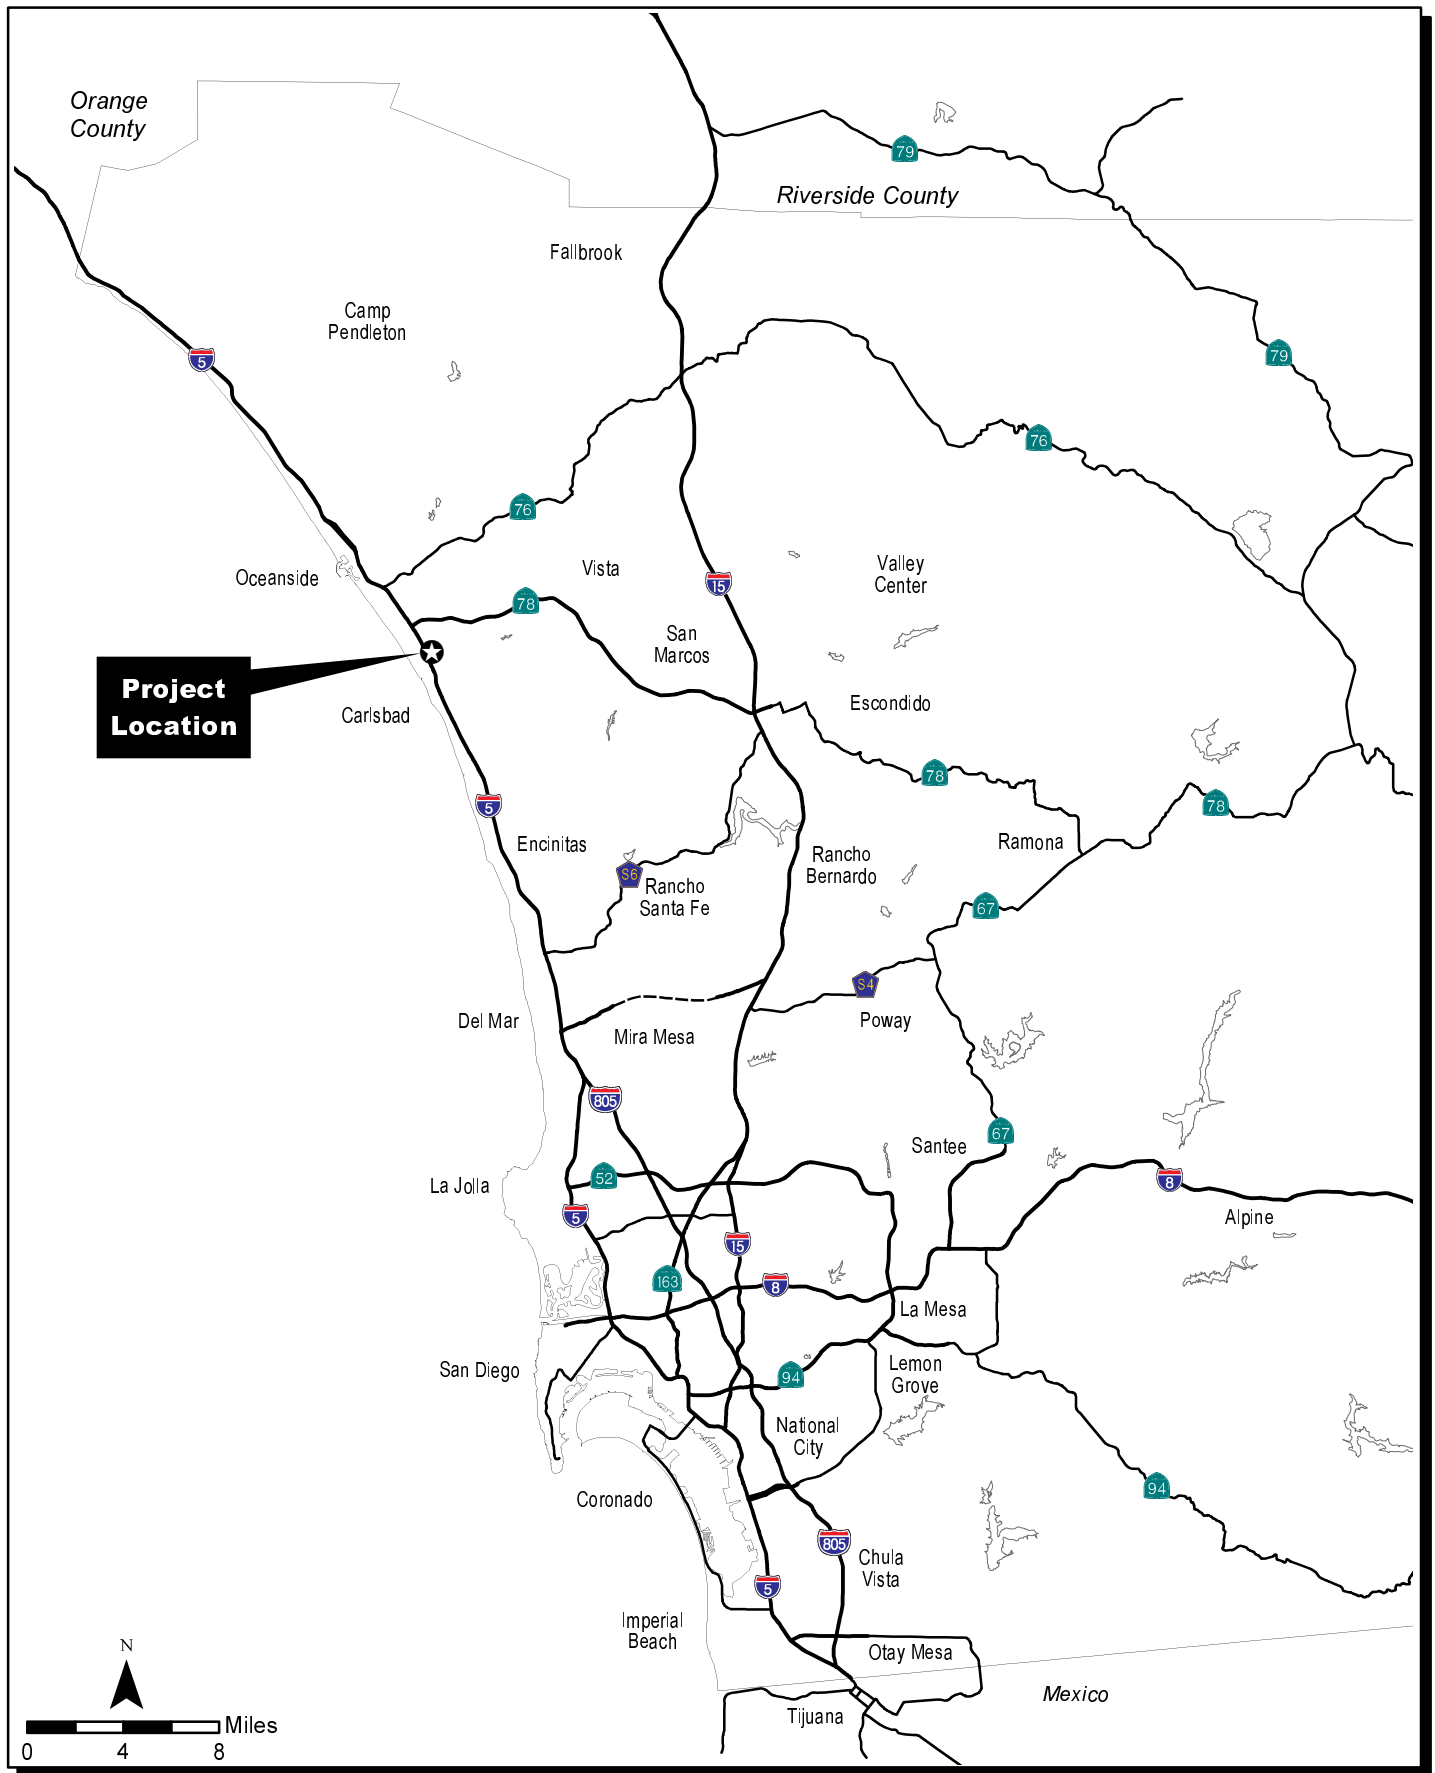 Orange
County
79
Riverside County
Fallbrook
Camp
Pendleton
5
79
76
76
Oceanside
Vista
15
Valley
Center
78
San
Marcos
Project
Location
Carlsbad
Escondido
78
78
5
Encinitas
Ramona
Rancho
Bernardo
S6
Rancho
Santa Fe
67
S4
Poway
Del Mar
Mira Mesa
805
67
Santee
52
La Jolla
8
5
Alpine
15
163
8
La Mesa
San Diego
94
Lemon
Grove
National
City
Coronado
94
805
Chula
Vista
5
Imperial
Beach
Otay Mesa
N
Mexico
Tijuana
Miles
0 4 8